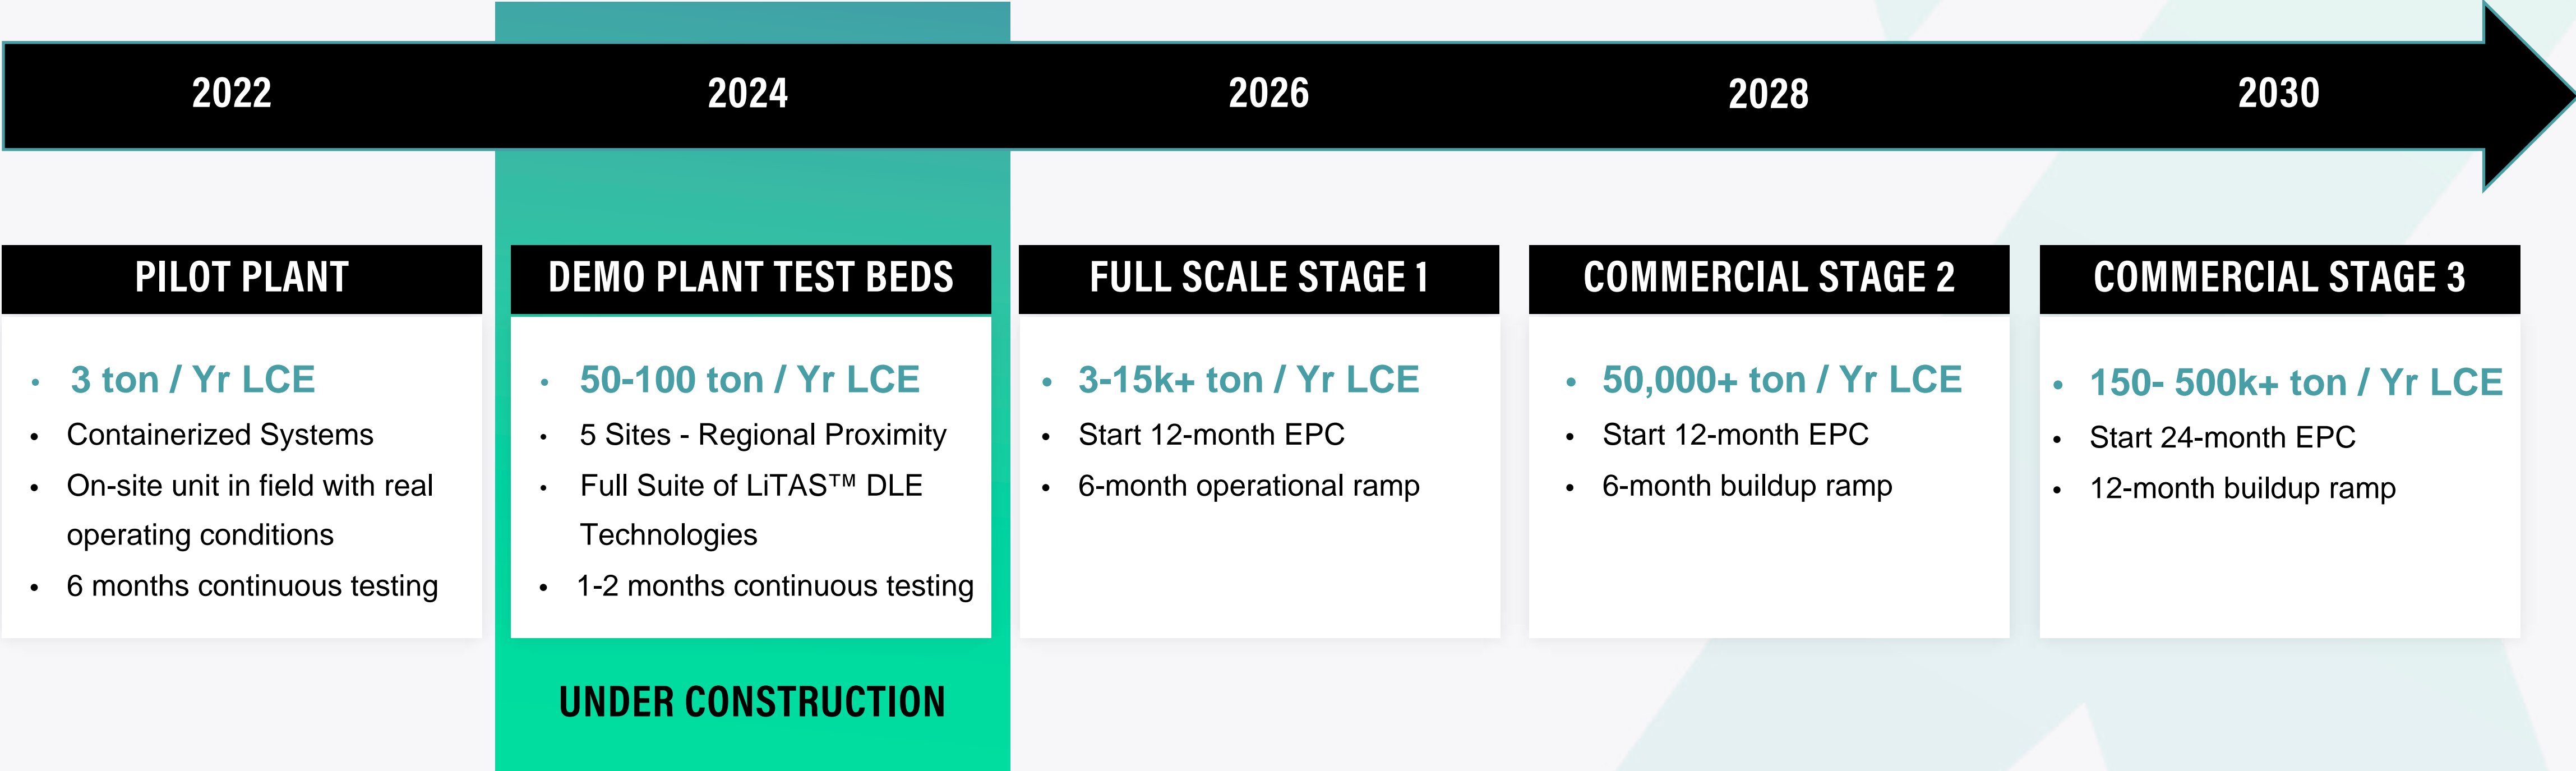 2022
2024
2026
2028
2030
PILOT PLANT
• 3 ton / Yr LCE
• Containerized Systems
• On-site unit in field with real
operating conditions
• 6 months continuous testing
DEMO PLANT TEST BEDS
• 50-100 ton / Yr LCE
• 5 Sites - Regional Proximity
• Full Suite of LiTAS™ DLE
Technologies
• 1-2 months continuous testing
UNDER CONSTRUCTION
FULL SCALE STAGE 1
• 3-15k+ ton / Yr LCE
• Start 12-month EPC
• 6-month operational ramp
COMMERCIAL STAGE 2
• 50,000+ ton / Yr LCE
• Start 12-month EPC
• 6-month buildup ramp
COMMERCIAL STAGE 3
• 150- 500k+ ton / Yr LCE
• Start 24-month EPC
• 12-month buildup ramp